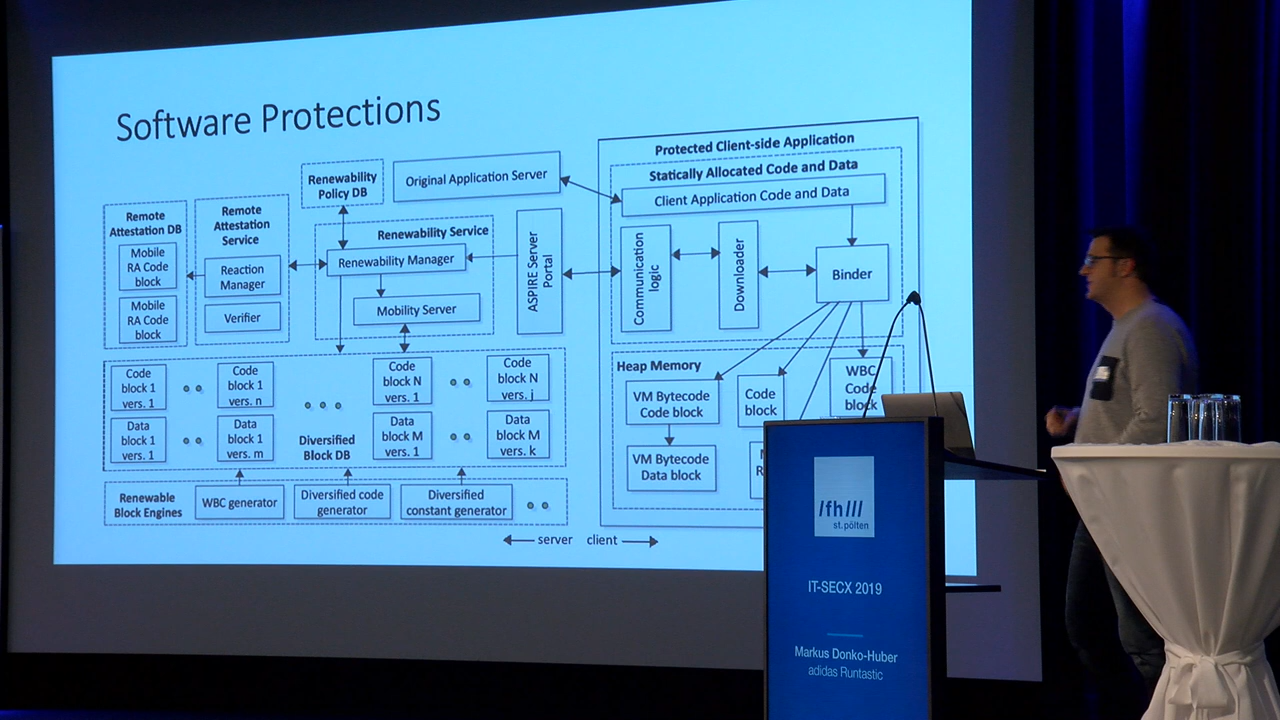 Software Protections
Renewability
Policy DB
Original Application Server
Protected Client-side Application
Statically Allocated Code and Data
Client Application Code and Data
Remote
Attestation DB
Mobile
RA Code
block
Mobile
RA Code
block
Remote
Attestation
Service
Reaction
Manager
Verifier
Renewability Service
Renewability Manager
Mobility Server
ASPIRE Server
Portal
Communication
logic
Downloader
Binder
Code
block 1
vers. 1
Code
block 1
vers. n
Code
block N
vers. 1
Code
block N
vers. j
Data
block 1
vers. 1
Data
block 1
vers. m
Diversified
Block DB
Data
block M
vers. 1
Data
block M
vers. k
Renewable
Block Engines
WBC generator
Diversified code
generator
Diversified
constant generator
Heap Memory
VM Bytecode
Code block
Code
block
WBC
Code
block
VM Bytecode
Data block
server client
/fh///
st.pölten
IT-SECX 2019
Markus Donko-Huber
adidas Runtastic